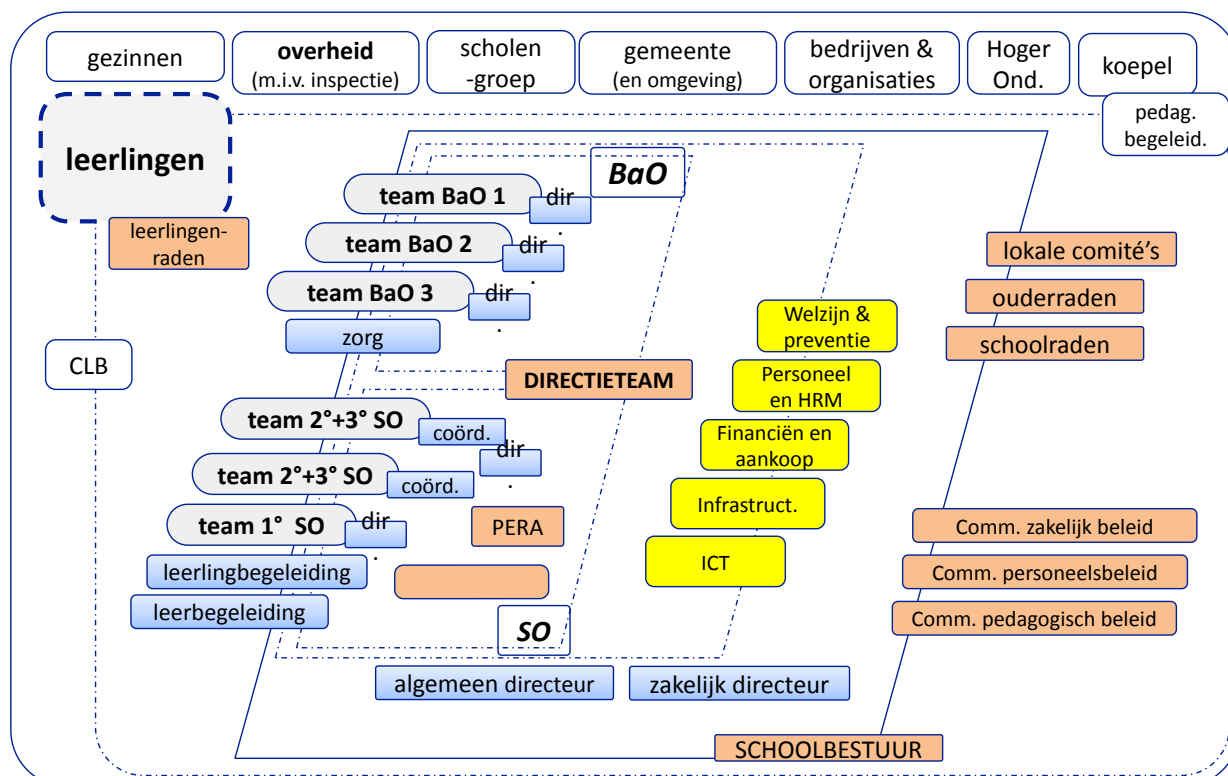 gezinnen
overheid
(m.i.v. inspectie)
scholen
-groep
gemeente
(en omgeving)
bedrijven &
organisaties
Hoger
Ond.
koepel
pedag.
begeleid.
leerlingen
leerlingen-
raden
CLB
BaO
team BaO 1
dir
.
team BaO 2
dir
.
team BaO 3
dir
.
zorg
DIRECTIETEAM
team 2°+3° SO
coörd.
team 2°+3° SO
coörd.
dir
.
team 1° SO
dir
.
leerlingbegeleiding
leerbegeleiding
PERA
SO
Welzijn &
preventie
Personeel
en HRM
Financiën en
aankoop
Infrastruct.
ICT
lokale comité’s
ouderraden
schoolraden
Comm. zakelijk beleid
Comm. personeelsbeleid
Comm. pedagogisch beleid
algemeen directeur
zakelijk directeur
SCHOOLBESTUUR